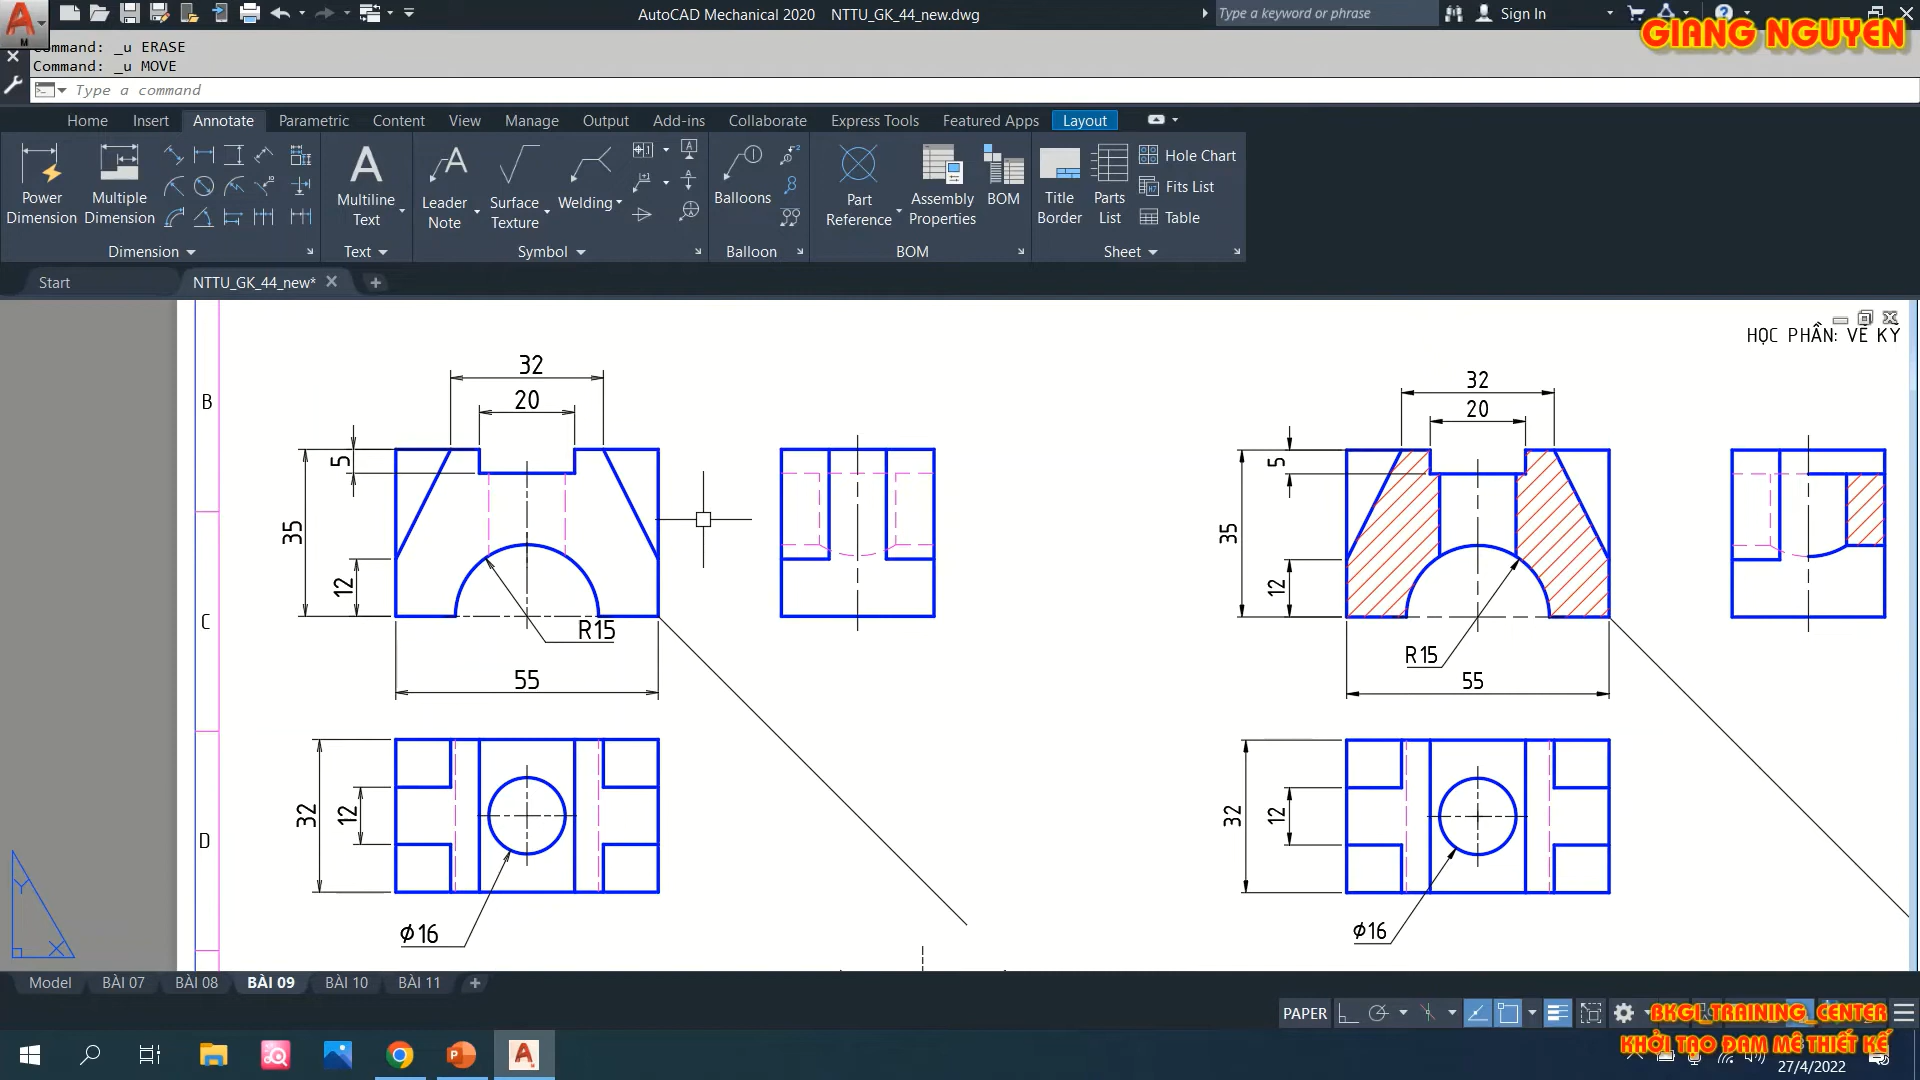 AutoCAD Mechanical 2020 NTTU_GK_44_new.dwg
Type a keyword or phrase
Sign In
GIANG NGUYEN
Command: _u ERASE
Command: _u MOVE
Type a command
Home Insert Annotate Parametric Content View Manage Output Add-ins Collaborate Express Tools Featured Apps Layout
Power Dimension
Multiple Dimension
Multiline Text
Leader Note
Surface Texture
Welding
Balloons
Part Reference
Assembly Properties
BOM
Title Border
Parts List
Hole Chart
Fits List
Table
Dimension Text Symbol Balloon BOM Sheet
Start NTTU_GK_44_new*
HỌC PHẦN: VẼ KỸ
B
C
D
32
20
5
35
12
R15
55
32
12
ϕ16
32
20
5
35
12
R15
55
32
12
ϕ16
Y
X
Model BÀI 07 BÀI 08 BÀI 09 BÀI 10 BÀI 11
PAPER
BKGI_TRAINING_CENTER
KHỞI TẠO ĐAM MÊ THIẾT KẾ
27/4/2022